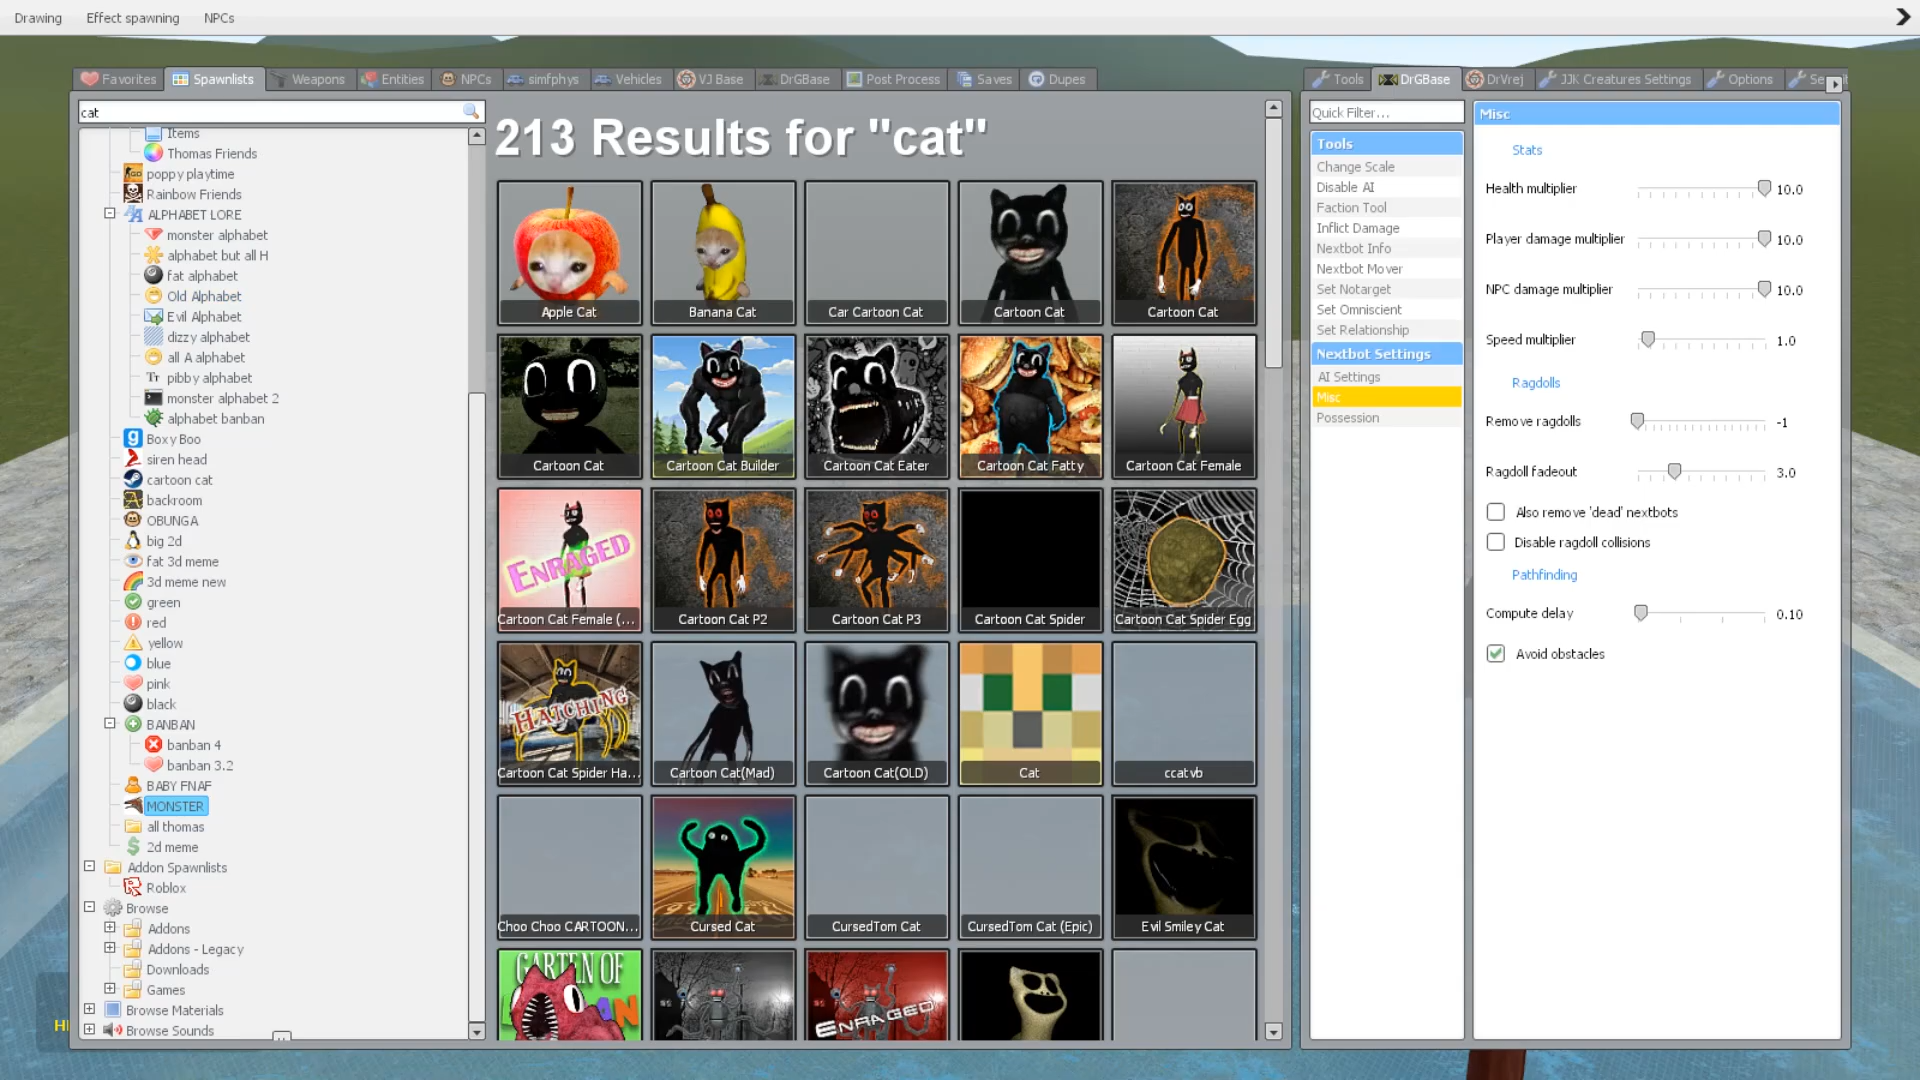 Drawing Effect spawning NPCs
Favorites Spawnlists Weapons Entities NPCs simfphys Vehicles VJ Base DrGBase Post Process Saves Dupes
cat
Items
Thomas Friends
poppy playtime
Rainbow Friends
ALPHABET LORE
monster alphabet
alphabet but all H
fat alphabet
Old Alphabet
Evil Alphabet
dizzy alphabet
all A alphabet
pibby alphabet
monster alphabet 2
alphabet banban
Boxy Boo
siren head
cartoon cat
backroom
OBUNGA
big 2d
fat 3d meme
3d meme new
green
red
yellow
blue
pink
black
BANBAN
banban 4
banban 3.2
BABY FNAF
MONSTER
all thomas
2d meme
Addon Spawnlists
Roblox
Browse
Addons
Addons - Legacy
Downloads
Games
Browse Materials
Browse Sounds
213 Results for "cat"
Apple Cat Banana Cat Car Cartoon Cat Cartoon Cat Cartoon Cat
Cartoon Cat Cartoon Cat Builder Cartoon Cat Eater Cartoon Cat Fatty Cartoon Cat Female
ENRAGED
Cartoon Cat Female (... Cartoon Cat P2 Cartoon Cat P3 Cartoon Cat Spider Cartoon Cat Spider Egg
HATCHING
Cartoon Cat Spider Ha... Cartoon Cat(Mad) Cartoon Cat(OLD) Cat ccatvb
Choo Choo CARTOON... Cursed Cat CursedTom Cat CursedTom Cat (Epic) Evil Smiley Cat
GARTEN OF
ENRAGED
Tools DrGBase DrVrej JJK Creatures Settings Options
Quick Filter...
Tools
Change Scale
Disable AI
Faction Tool
Inflict Damage
Nextbot Info
Nextbot Mover
Set Notarget
Set Omniscient
Set Relationship
Nextbot Settings
AI Settings
Misc
Possession
Misc
Stats
Health multiplier 10.0
Player damage multiplier 10.0
NPC damage multiplier 10.0
Speed multiplier 1.0
Ragdolls
Remove ragdolls -1
Ragdoll fadeout 3.0
Also remove 'dead' nextbots
Disable ragdoll collisions
Pathfinding
Compute delay 0.10
Avoid obstacles